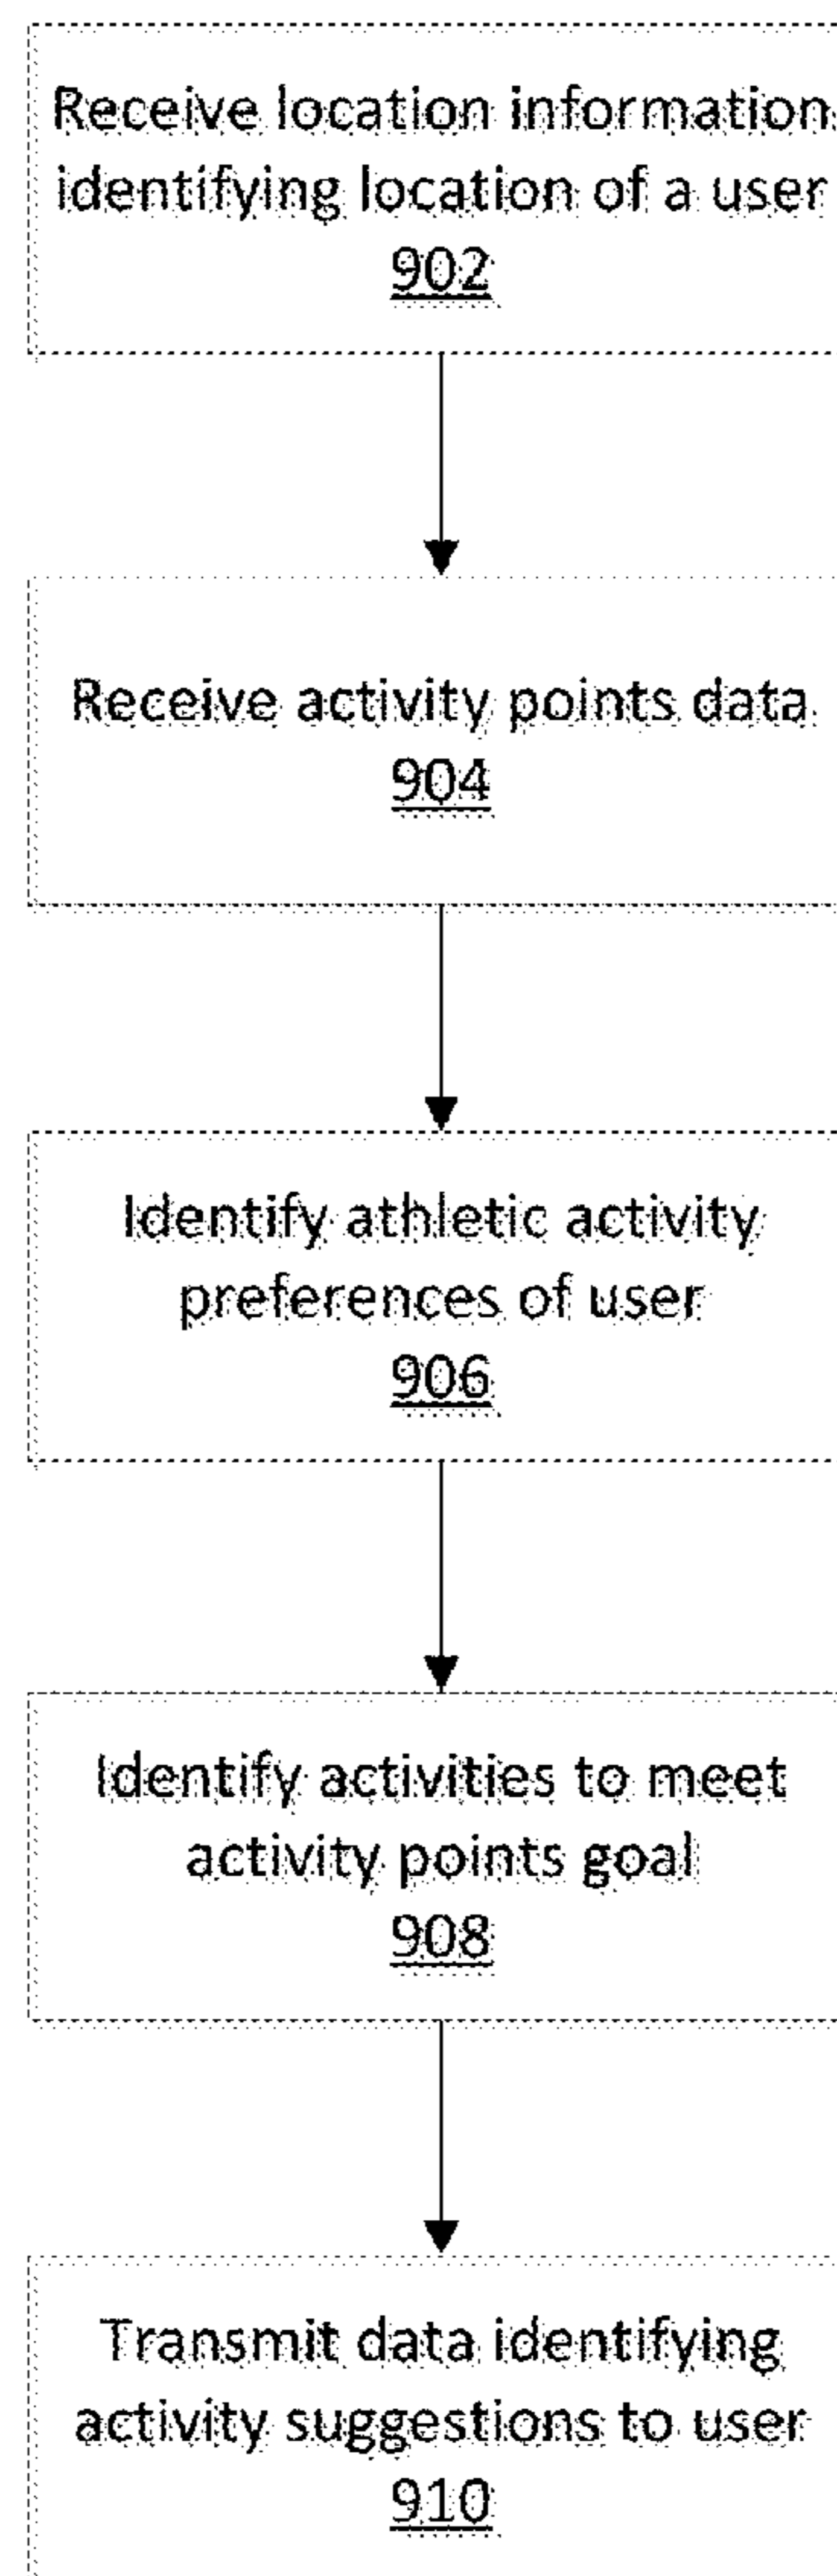 Receive location information
identifying location of a user
902
Receive activity points data
904
Identify athletic activity
preferences of user
906
Identify activities to meet
activity points goal
908
Transmit data identifying
activity suggestions to user
910